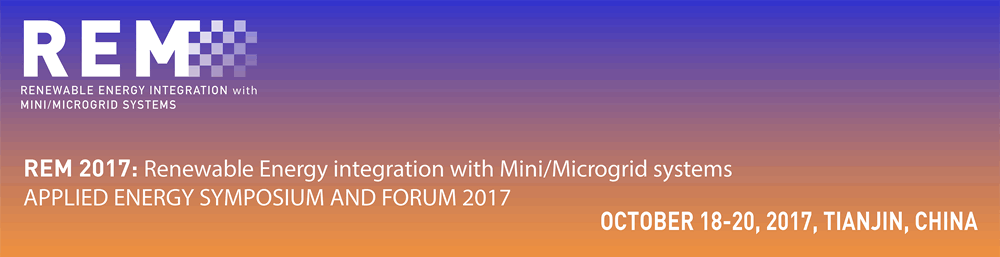 REM
RENEWABLE ENERGY INTEGRATION with
MINI/MICROGRID SYSTEMS
REM 2017: Renewable Energy integration with Mini/Microgrid systems
APPLIED ENERGY SYMPOSIUM AND FORUM 2017
OCTOBER 18-20, 2017, TIANJIN, CHINA